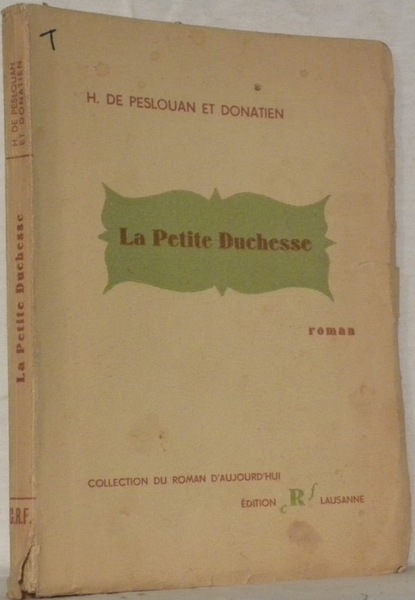 T
H. DE PESLOUAN ET DONATIEN
La Petite Duchesse
roman
COLLECTION DU ROMAN D'AUJOURD'HUI
ÉDITION cRf LAUSANNE
H. DE PESLOUAN
ET DONATIEN
La Petite Duchesse
C.R.F.